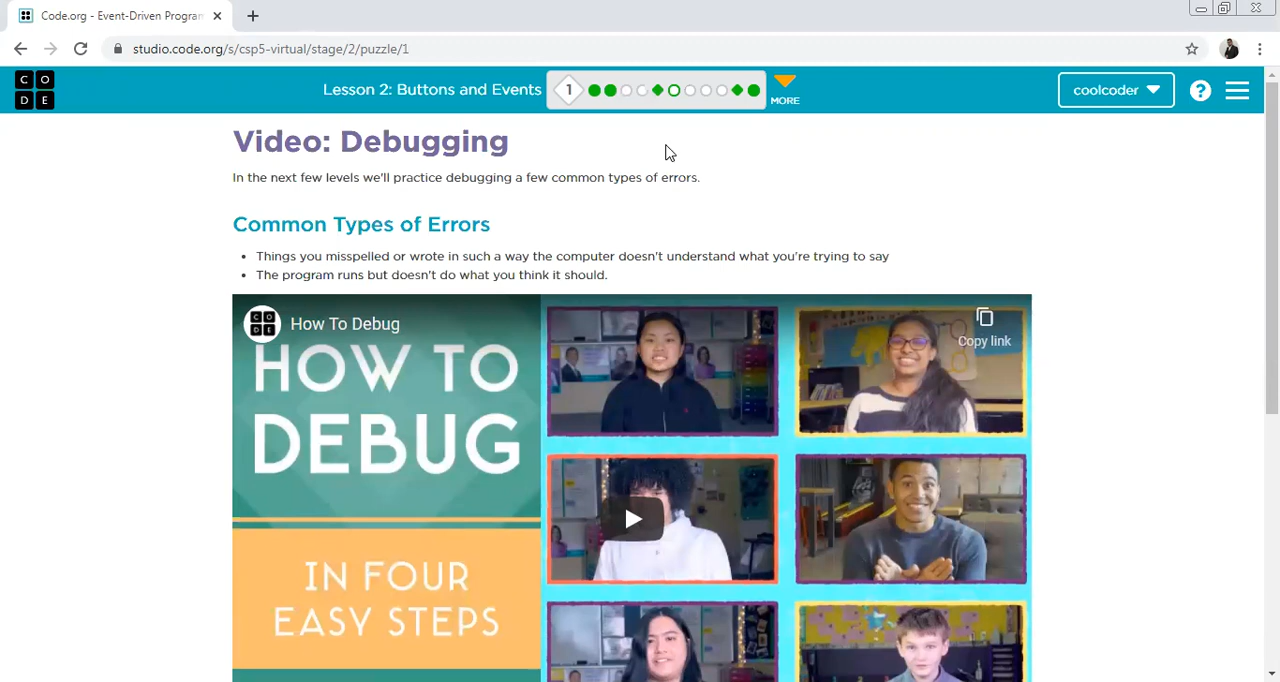 Code.org - Event-Driven Program
studio.code.org/s/csp5-virtual/stage/2/puzzle/1
C O
D E
Lesson 2: Buttons and Events
1
MORE
coolcoder
?
Video: Debugging
In the next few levels we'll practice debugging a few common types of errors.
Common Types of Errors
• Things you misspelled or wrote in such a way the computer doesn't understand what you're trying to say
• The program runs but doesn't do what you think it should.
C O
D E
How To Debug
Copy link
HOW TO
DEBUG
IN FOUR
EASY STEPS